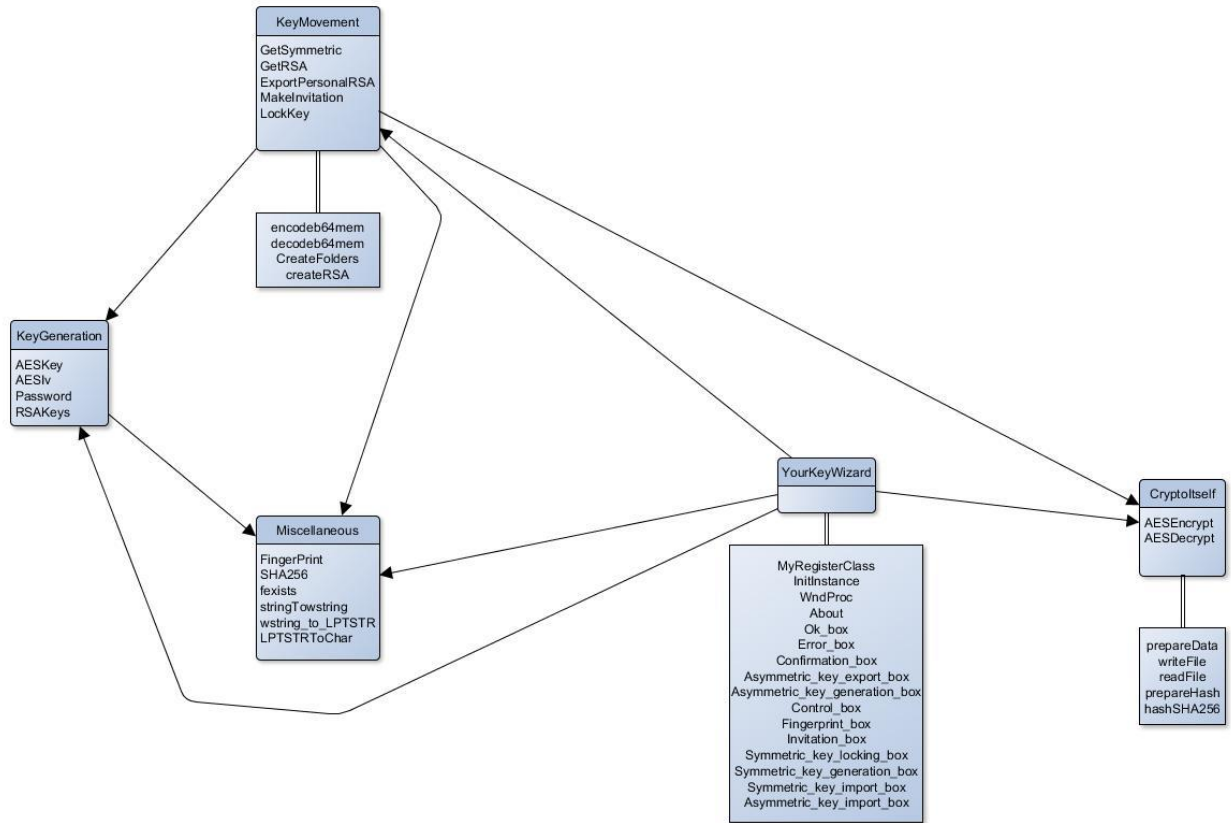 KeyMovement
GetSymmetric
GetRSA
ExportPersonalRSA
MakeInvitation
LockKey
encodeb64mem
decodeb64mem
CreateFolders
createRSA
KeyGeneration
AESKey
AESIv
Password
RSAKeys
Miscellaneous
FingerPrint
SHA256
fexists
stringTowstring
wstring_to_LPTSTR
LPTSTRToChar
YourKeyWizard
MyRegisterClass
InitInstance
WndProc
About
Ok_box
Error_box
Confirmation_box
Asymmetric_key_export_box
Asymmetric_key_generation_box
Control_box
Fingerprint_box
Invitation_box
Symmetric_key_locking_box
Symmetric_key_generation_box
Symmetric_key_import_box
Asymmetric_key_import_box
CryptoItself
AESEncrypt
AESDecrypt
prepareData
writeFile
readFile
prepareHash
hashSHA256